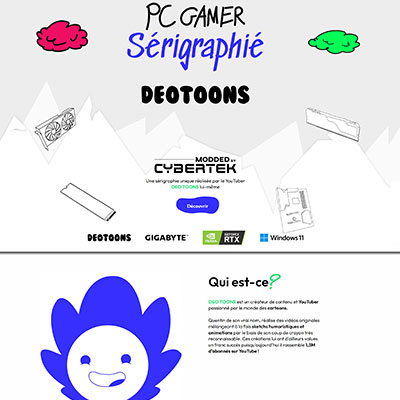 PC GAMER
Sérigraphié
DEOTOONS
MODDED BY
CYBERTEK
Une sérigraphie unique réalisée par le YouTuber
DEO TOONS lui-même
Découvrir
DEOTOONS GIGABYTE™ NVIDIA GEFORCE RTX Windows 11
Qui est-ce?
DEO TOONS est un créateur de contenu et YouTuber
passionné par le monde des cartoons.
Quentin de son vrai nom, réalise des vidéos originales
mélangeant à la fois sketchs humoristiques et
animations par le biais de son coup de crayon très
reconnaissable. Ces créations lui ont d'ailleurs valurs
un franc succès puisqu'aujourd'hui il rassemble 1,3M
d'abonnés sur YouTube !